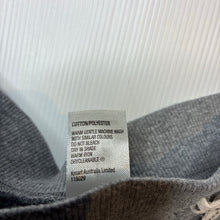 COTTON/POLYESTER
WARM GENTLE MACHINE WASH
WITH SIMILAR COLOURS
DO NOT BLEACH
DRY IN SHADE
WARM IRON
DRYCLEANABLE Ⓟ
Kmart Australia Limited
119029